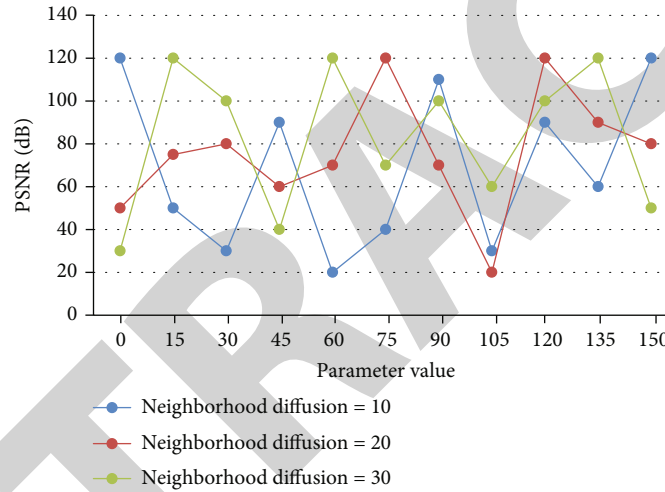 140
120
100
80
60
40
20
0
PSNR (dB)
0 15 30 45 60 75 90 105 120 135 150
Parameter value
Neighborhood diffusion = 10
Neighborhood diffusion = 20
Neighborhood diffusion = 30
TRAC